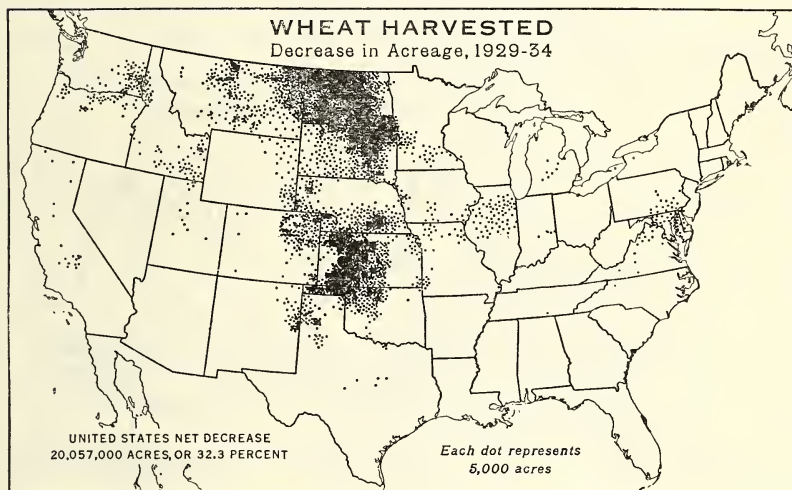 WHEAT HARVESTED
Decrease in Acreage, 1929-34
UNITED STATES NET DECREASE
20,057,000 ACRES, OR 32.3 PERCENT
Each dot represents
5,000 acres